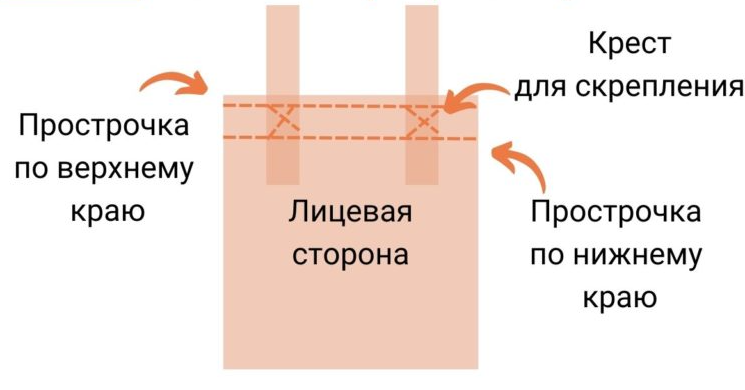 Крест
для скрепления
Прострочка
по верхнему
краю
Лицевая
сторона
Прострочка
по нижнему
краю